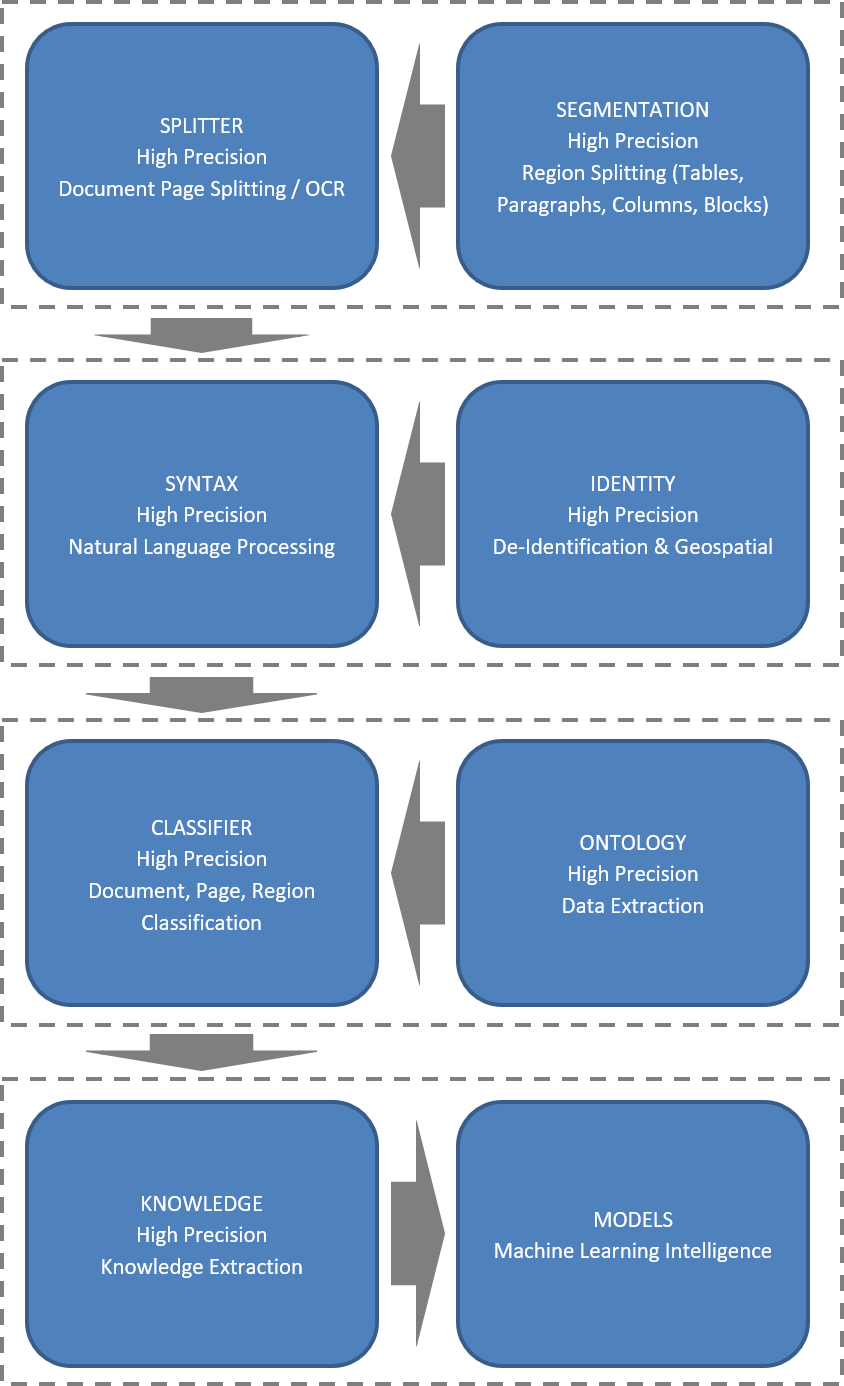 SPLITTER
High Precision
Document Page Splitting / OCR
SEGMENTATION
High Precision
Region Splitting (Tables,
Paragraphs, Columns, Blocks)
SYNTAX
High Precision
Natural Language Processing
IDENTITY
High Precision
De-Identification & Geospatial
CLASSIFIER
High Precision
Document, Page, Region
Classification
ONTOLOGY
High Precision
Data Extraction
KNOWLEDGE
High Precision
Knowledge Extraction
MODELS
Machine Learning Intelligence